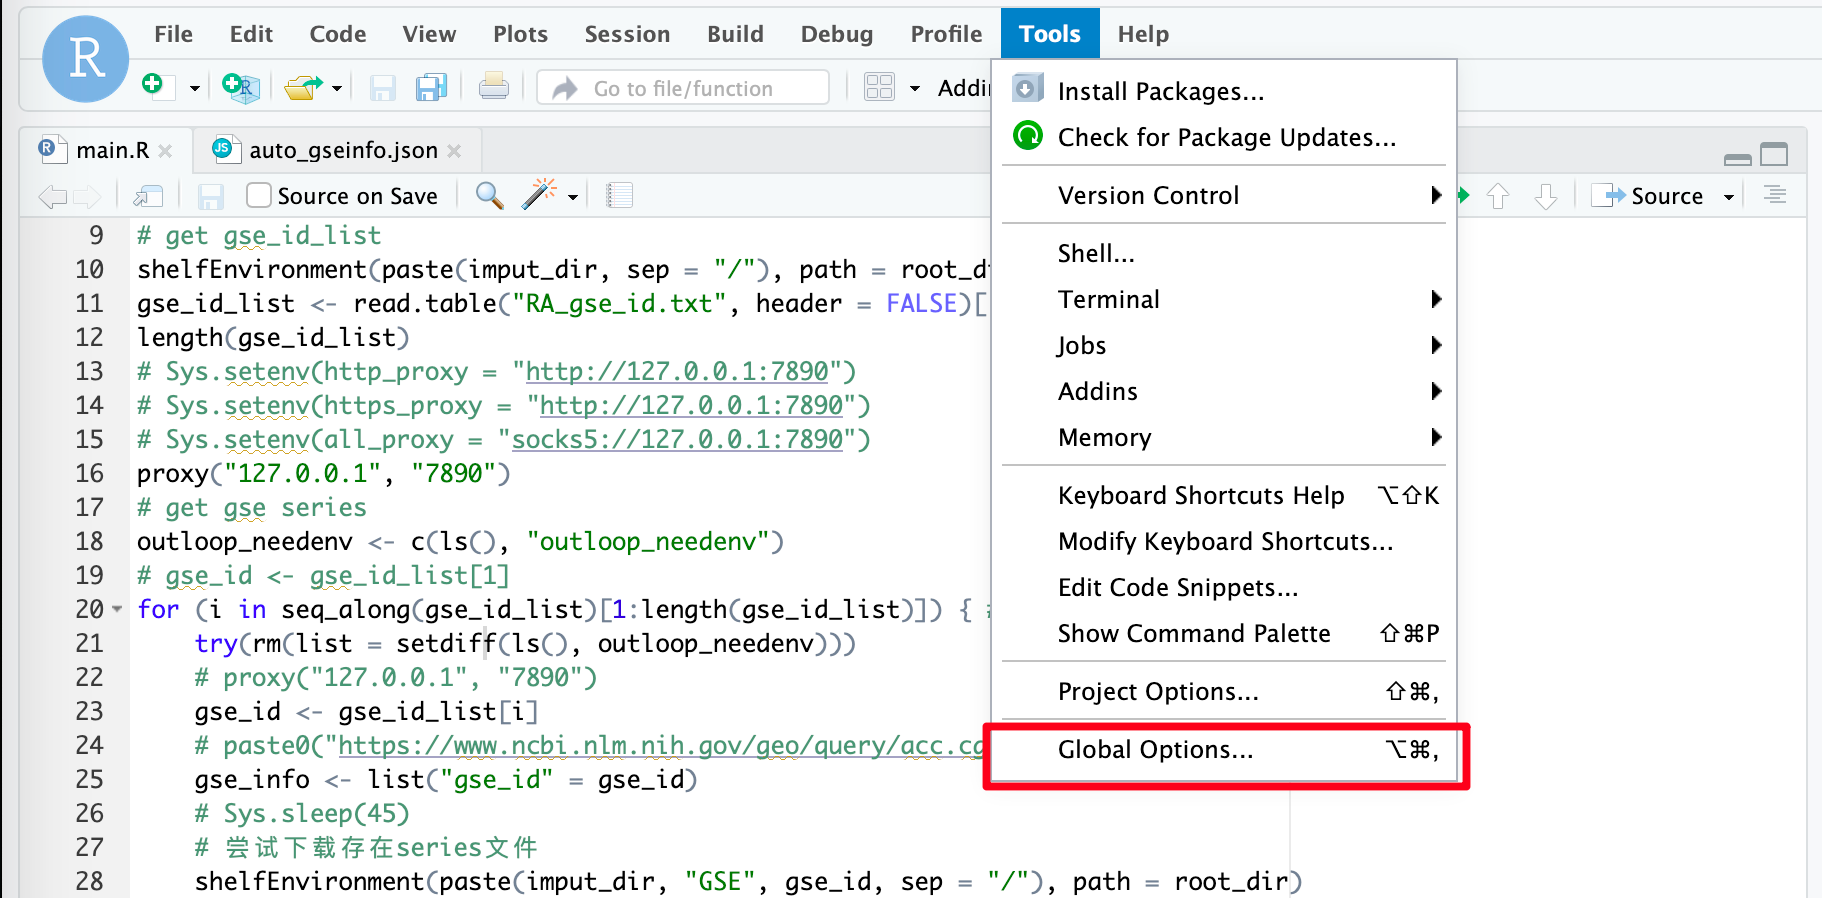 R File Edit Code View Plots Session Build Debug Profile Tools Help
Go to file/function Addi
Install Packages...
Check for Package Updates...
Version Control
Shell...
Terminal
Jobs
Addins
Memory
Keyboard Shortcuts Help ⌥⇧K
Modify Keyboard Shortcuts...
Edit Code Snippets...
Show Command Palette ⇧⌘P
Project Options... ⇧⌘,
Global Options... ⌥⌘,
main.R auto_gseinfo.json
Source on Save Source
9 # get gse_id_list
10 shelfEnvironment(paste(imput_dir, sep = "/"), path = root_d
11 gse_id_list <- read.table("RA_gse_id.txt", header = FALSE)[
12 length(gse_id_list)
13 # Sys.setenv(http_proxy = "http://127.0.0.1:7890")
14 # Sys.setenv(https_proxy = "http://127.0.0.1:7890")
15 # Sys.setenv(all_proxy = "socks5://127.0.0.1:7890")
16 proxy("127.0.0.1", "7890")
17 # get gse series
18 outloop_needenv <- c(ls(), "outloop_needenv")
19 # gse_id <- gse_id_list[1]
20 for (i in seq_along(gse_id_list)[1:length(gse_id_list)]) { #
21 try(rm(list = setdiff(ls(), outloop_needenv)))
22 # proxy("127.0.0.1", "7890")
23 gse_id <- gse_id_list[i]
24 # paste0("https://www.ncbi.nlm.nih.gov/geo/query/acc.cg
25 gse_info <- list("gse_id" = gse_id)
26 # Sys.sleep(45)
27 # 尝试下载存在series文件
28 shelfEnvironment(paste(imput_dir, "GSE", gse_id, sep = "/"), path = root_dir)